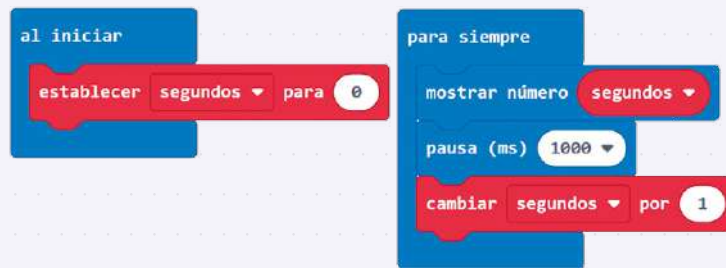 al iniciar
establecer segundos para 0
para siempre
mostrar número segundos
pausa (ms) 1000
cambiar segundos por 1